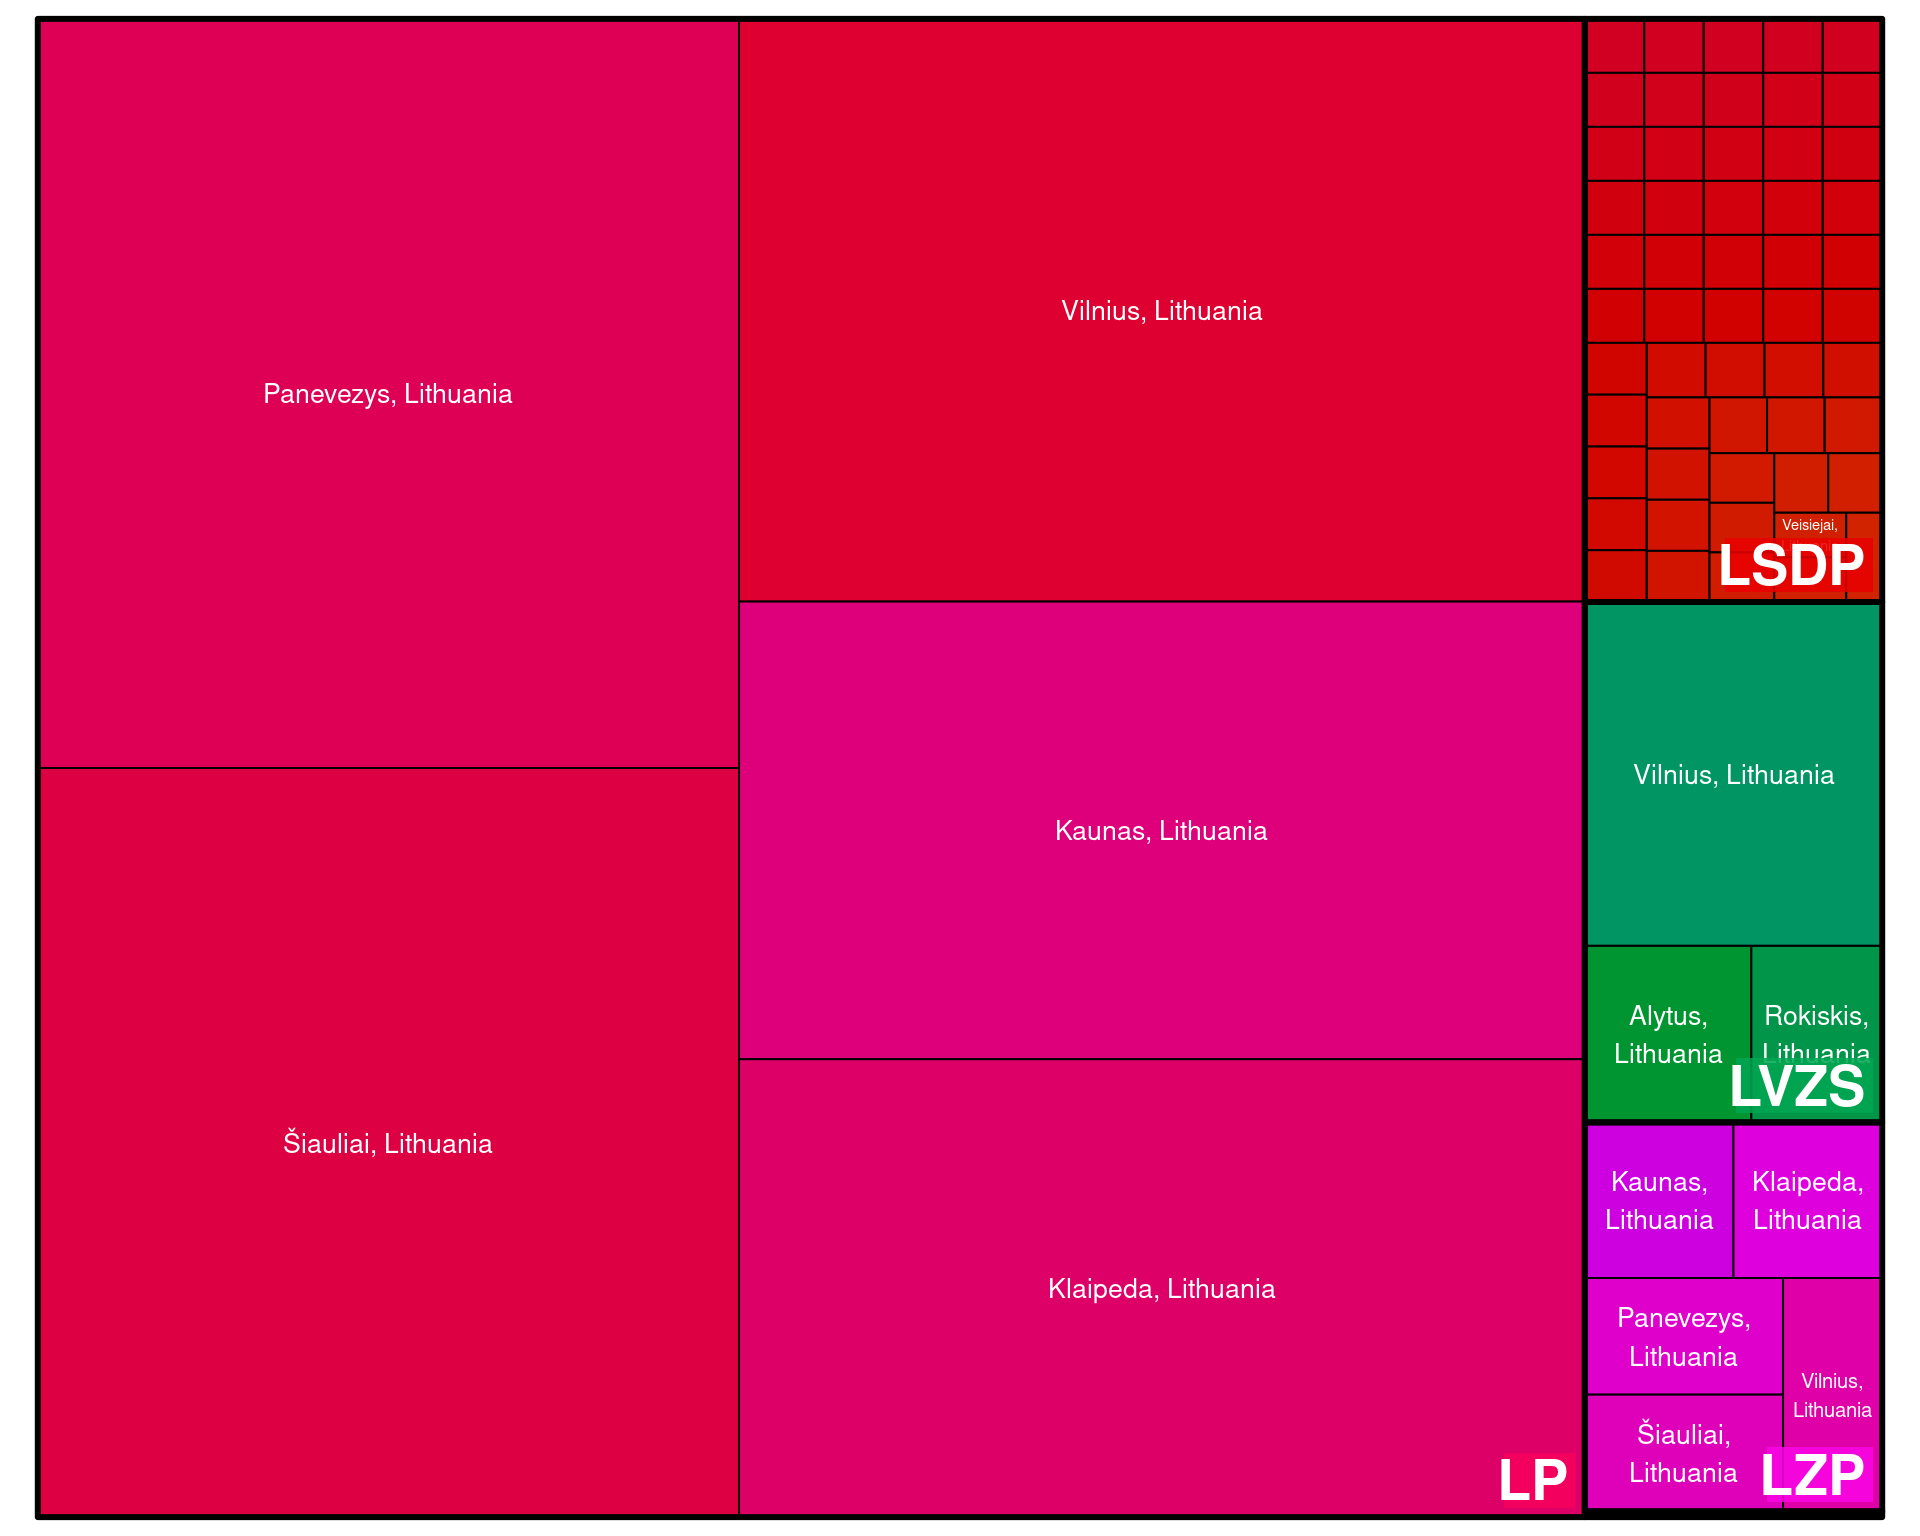 Panevezys, Lithuania
Šiauliai, Lithuania
Vilnius, Lithuania
Kaunas, Lithuania
Klaipeda, Lithuania
LP
Veisiejai,
LSDP
Vilnius, Lithuania
Alytus,
Lithuania
Rokiskis,
Lithuania
LVZS
Kaunas,
Lithuania
Klaipeda,
Lithuania
Panevezys,
Lithuania
Šiauliai,
Lithuania
Vilnius,
Lithuania
LZP